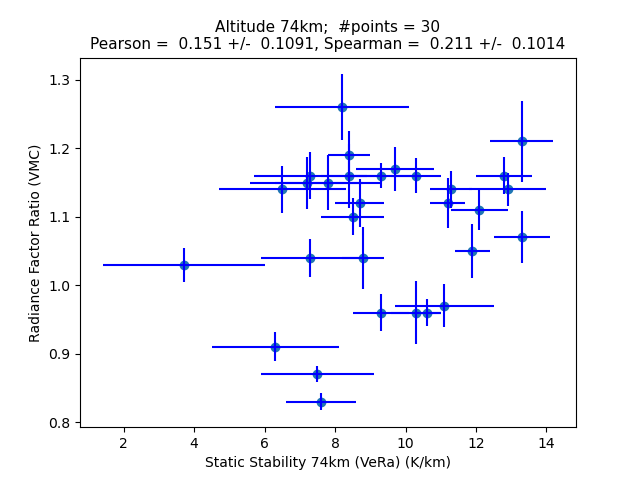 Altitude 74km;  #points = 30
Pearson =  0.151 +/-  0.1091, Spearman =  0.211 +/-  0.1014
1.3
1.2
1.1
1.0
0.9
0.8
Radiance Factor Ratio (VMC)
2 4 6 8 10 12 14
Static Stability 74km (VeRa) (K/km)